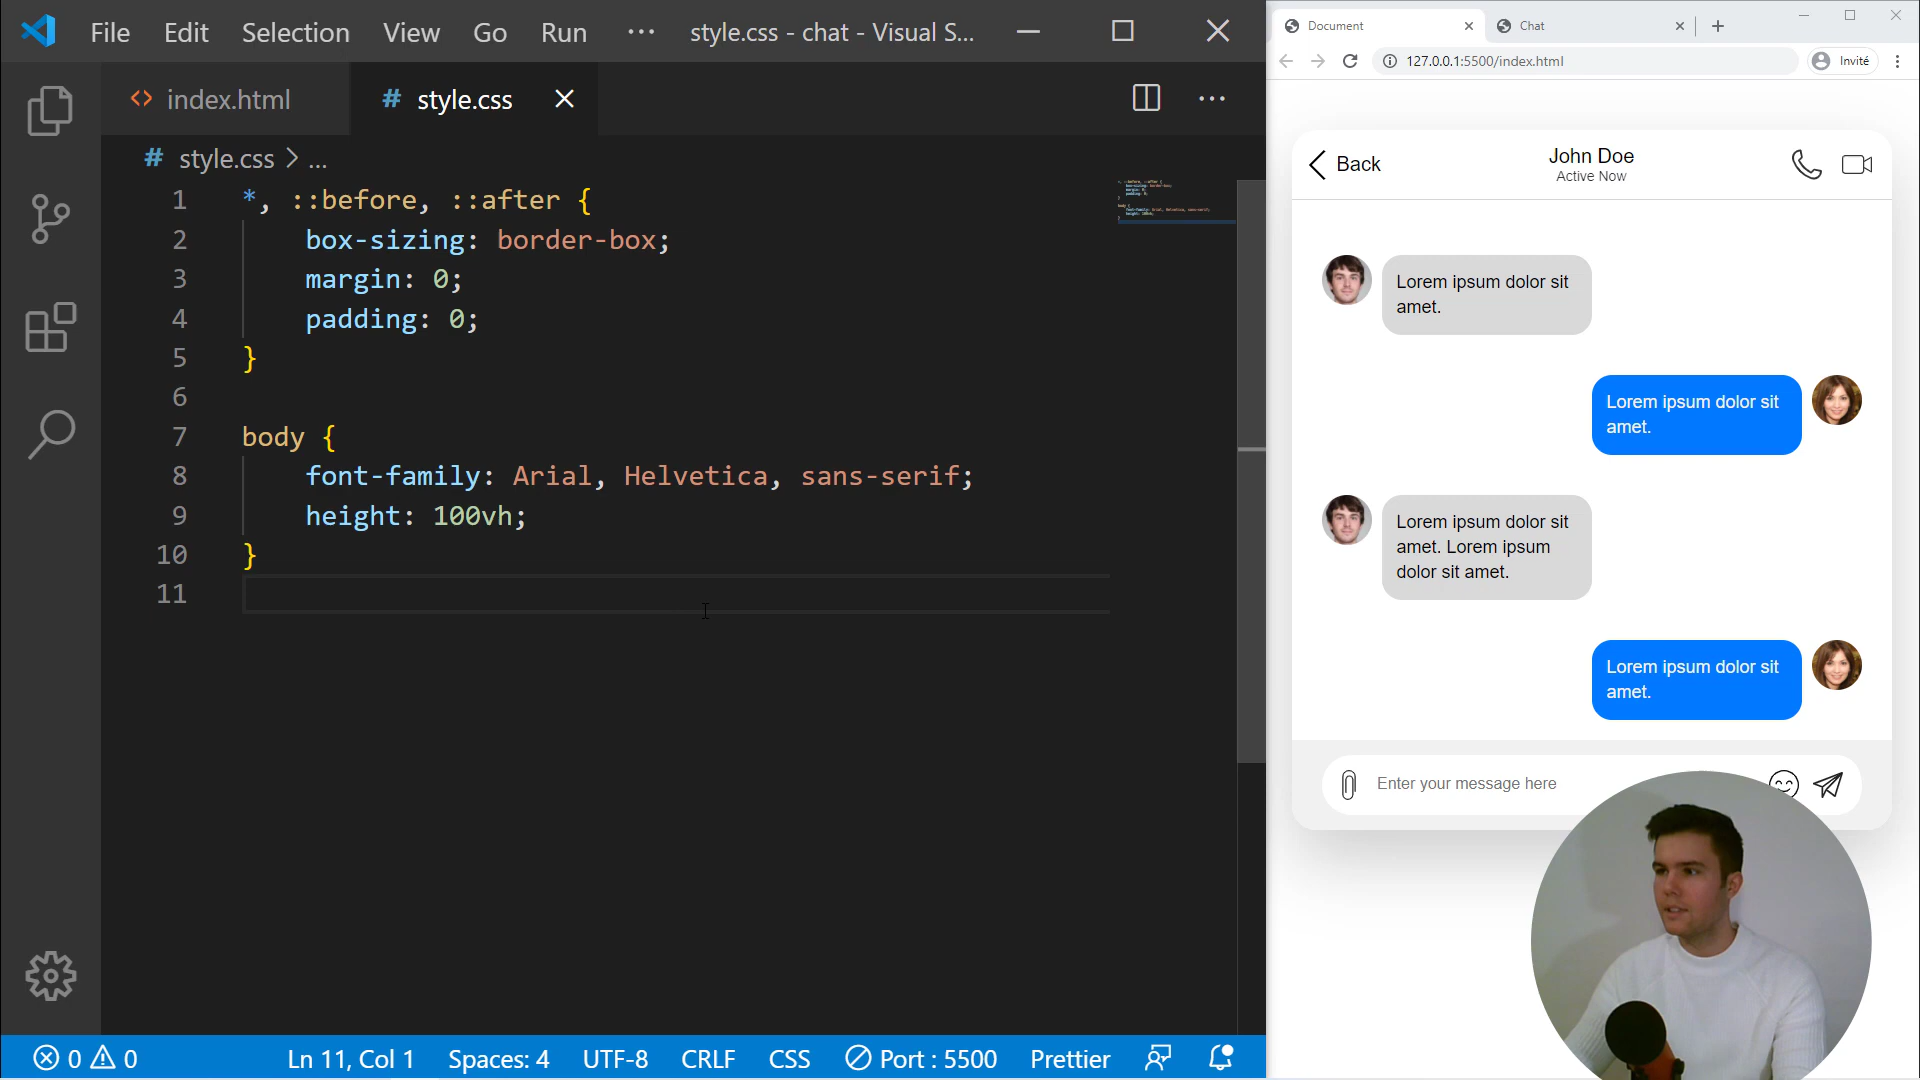 File Edit Selection View Go Run ··· style.css - chat - Visual S...
index.html
# style.css
# style.css > ...
1 *, ::before, ::after {
2 box-sizing: border-box;
3 margin: 0;
4 padding: 0;
5 }
6
7 body {
8 font-family: Arial, Helvetica, sans-serif;
9 height: 100vh;
10 }
11
0 0 Ln 11, Col 1 Spaces: 4 UTF-8 CRLF CSS Port : 5500 Prettier
Document
Chat
127.0.0.1:5500/index.html
Invité
Back
John Doe
Active Now
Lorem ipsum dolor sit
amet.
Lorem ipsum dolor sit
amet.
Lorem ipsum dolor sit
amet. Lorem ipsum
dolor sit amet.
Lorem ipsum dolor sit
amet.
Enter your message here